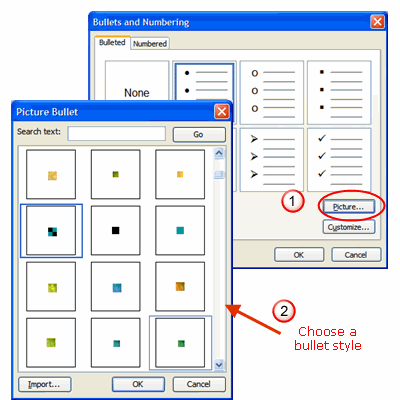 Bullets and Numbering
Bulleted
Numbered
None
1
Picture...
Customize...
OK
Cancel
Picture Bullet
Search text:
Go
Import...
OK
Cancel
2
Choose a
bullet style